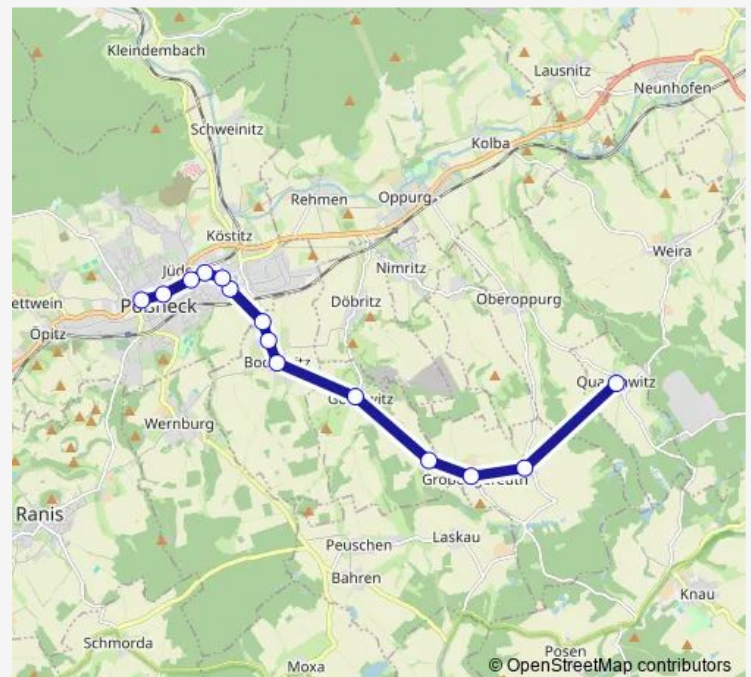 Kleindembach
Lausnitz
Neunhofen
Schweinitz
Kolba
Rehmen
Oppurg
Köstitz
Weira
Nimritz
ettwein
Döbritz
Oberoppurg
Öpitz
Wernburg
Ranis
Peuschen
Laskau
Bahren
Knau
Schmorda
Posen
Moxa
© OpenStreetMap contributors